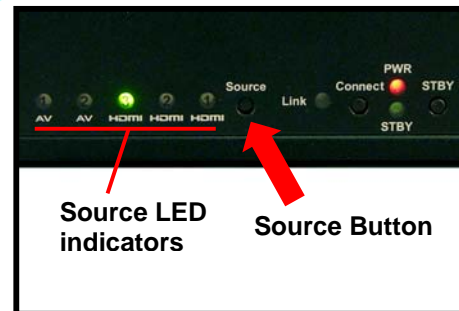 PWR
Source Connect STBY
Link
1 2 3 2 1
AV AV HDMI HDMI HDMI
STBY
Source LED
indicators
Source Button